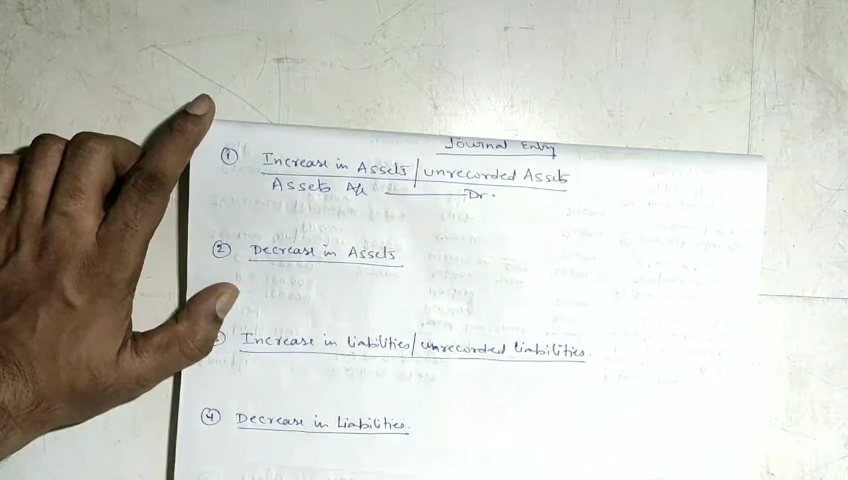 Journal Entry
① Increase in Assets / unrecorded Assets
Assets A/c ———— Dr.
② Decrease in Assets
Increase in Liabilities / unrecorded Liabilities.
④ Decrease in Liabilities.